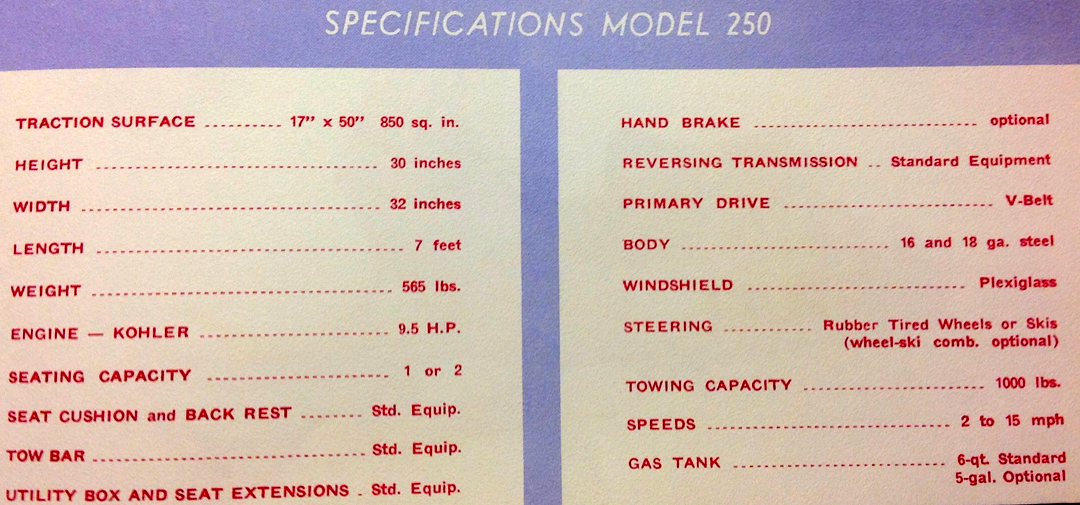 SPECIFICATIONS MODEL 250
TRACTION SURFACE .......... 17" x 50" 850 sq. in.
HEIGHT .......... 30 inches
WIDTH .......... 32 inches
LENGTH .......... 7 feet
WEIGHT .......... 565 lbs.
ENGINE — KOHLER .......... 9.5 H.P.
SEATING CAPACITY .......... 1 or 2
SEAT CUSHION and BACK REST ........ Std. Equip.
TOW BAR .......... Std. Equip.
UTILITY BOX AND SEAT EXTENSIONS . Std. Equip.
HAND BRAKE .......... optional
REVERSING TRANSMISSION .. Standard Equipment
PRIMARY DRIVE .......... V-Belt
BODY .......... 16 and 18 ga. steel
WINDSHIELD .......... Plexiglass
STEERING .......... Rubber Tired Wheels or Skis
(wheel-ski comb. optional)
TOWING CAPACITY .......... 1000 lbs.
SPEEDS .......... 2 to 15 mph
GAS TANK .......... 6-qt. Standard
5-gal. Optional